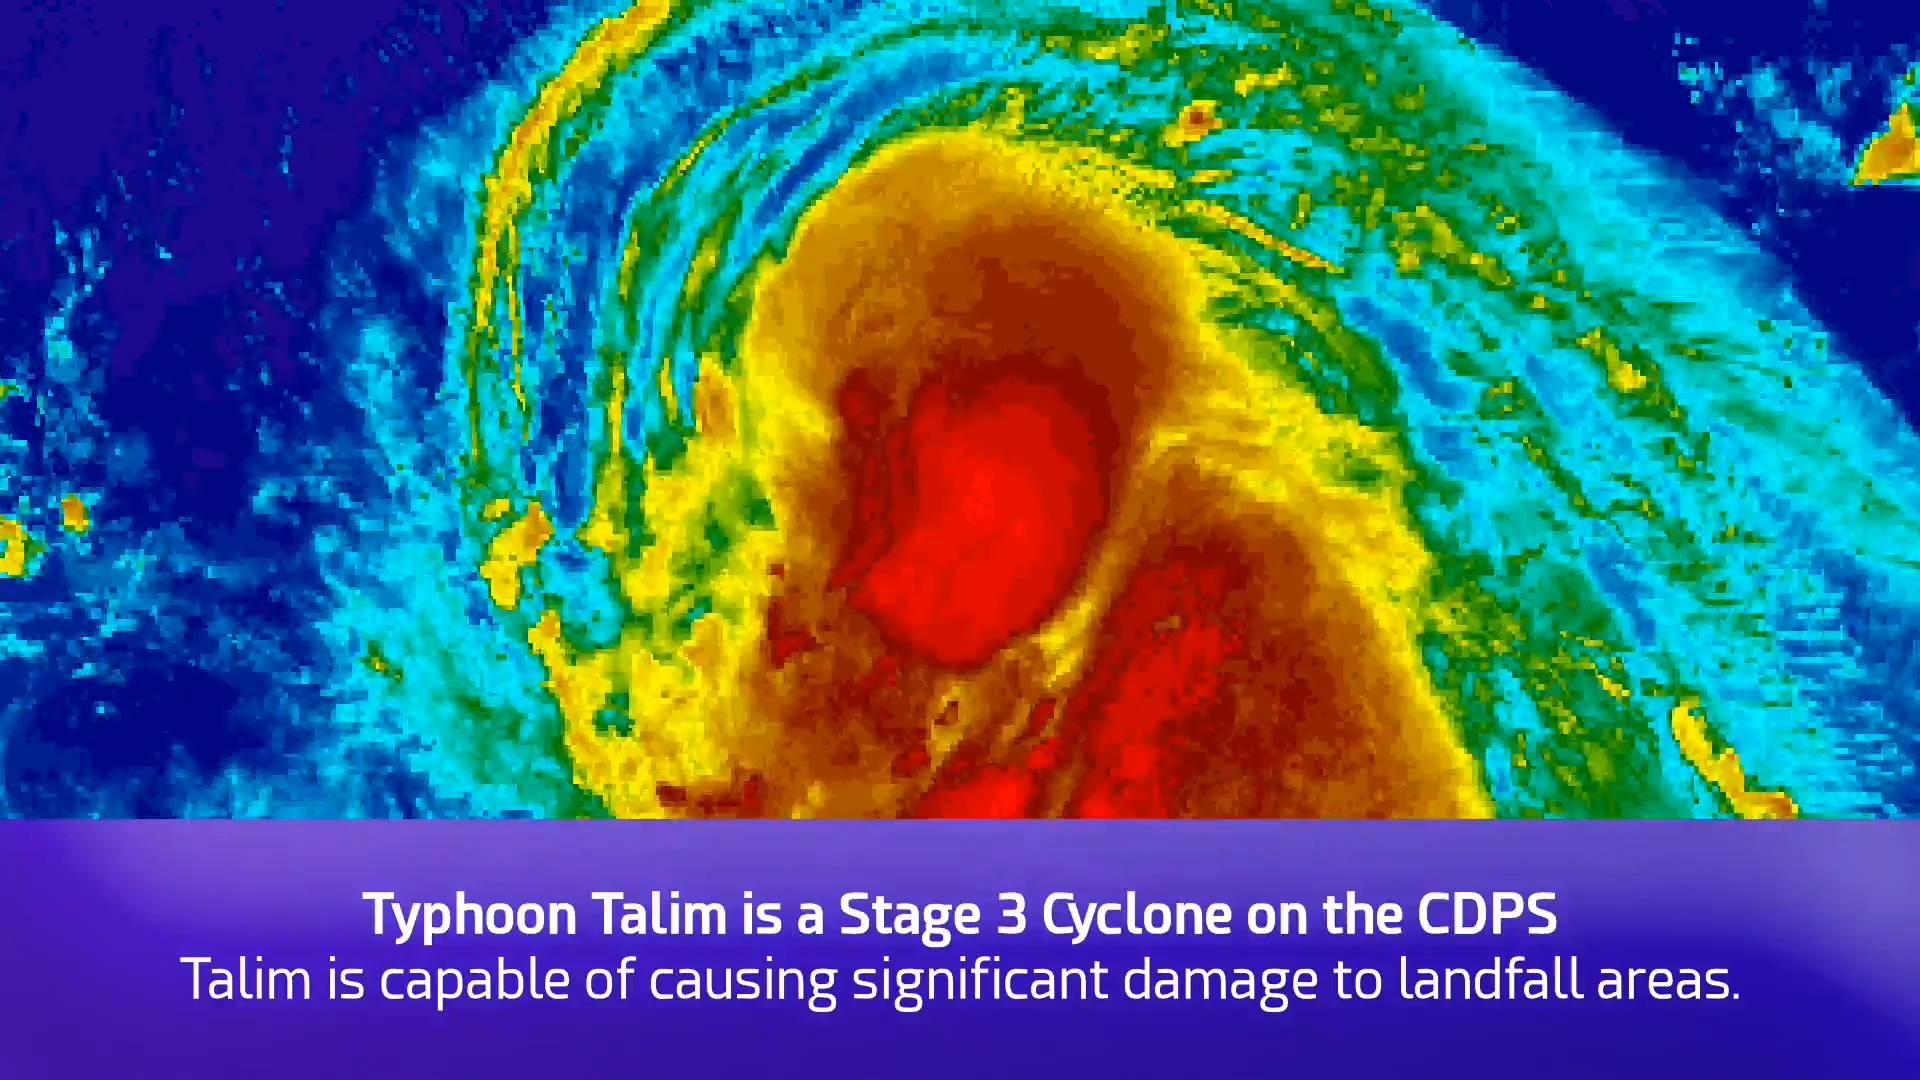 Typhoon Talim is a Stage 3 Cyclone on the CDPS
Talim is capable of causing significant damage to landfall areas.